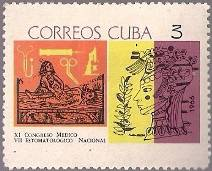 CORREOS CUBA 3
1966
XI CONGRESO MEDICO
VII ESTOMATOLOGICO NACIONAL